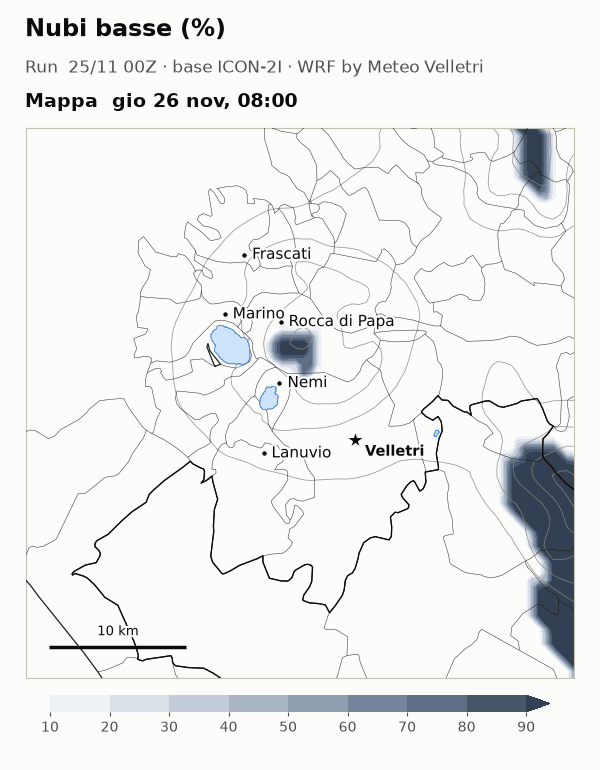 Nubi basse (%)
Run  25/11 00Z · base ICON-2I · WRF by Meteo Velletri
Mappa  gio 26 nov, 08:00
Frascati
Marino
Rocca di Papa
Nemi
Velletri
Lanuvio
10 km
10 20 30 40 50 60 70 80 90